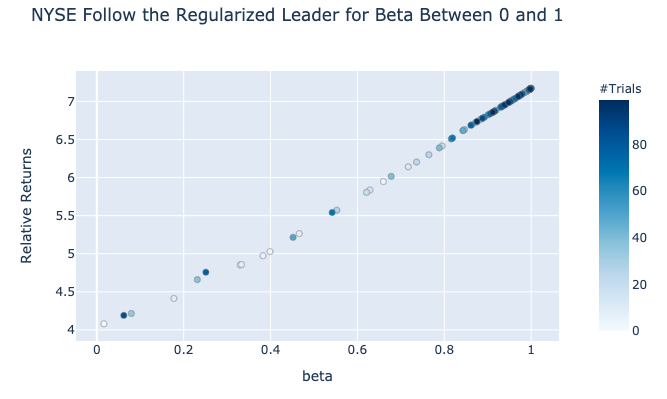 NYSE Follow the Regularized Leader for Beta Between 0 and 1
#Trials
7
6.5
6
5.5
5
4.5
4
Relative Returns
80
60
40
20
0
0 0.2 0.4 0.6 0.8 1
beta